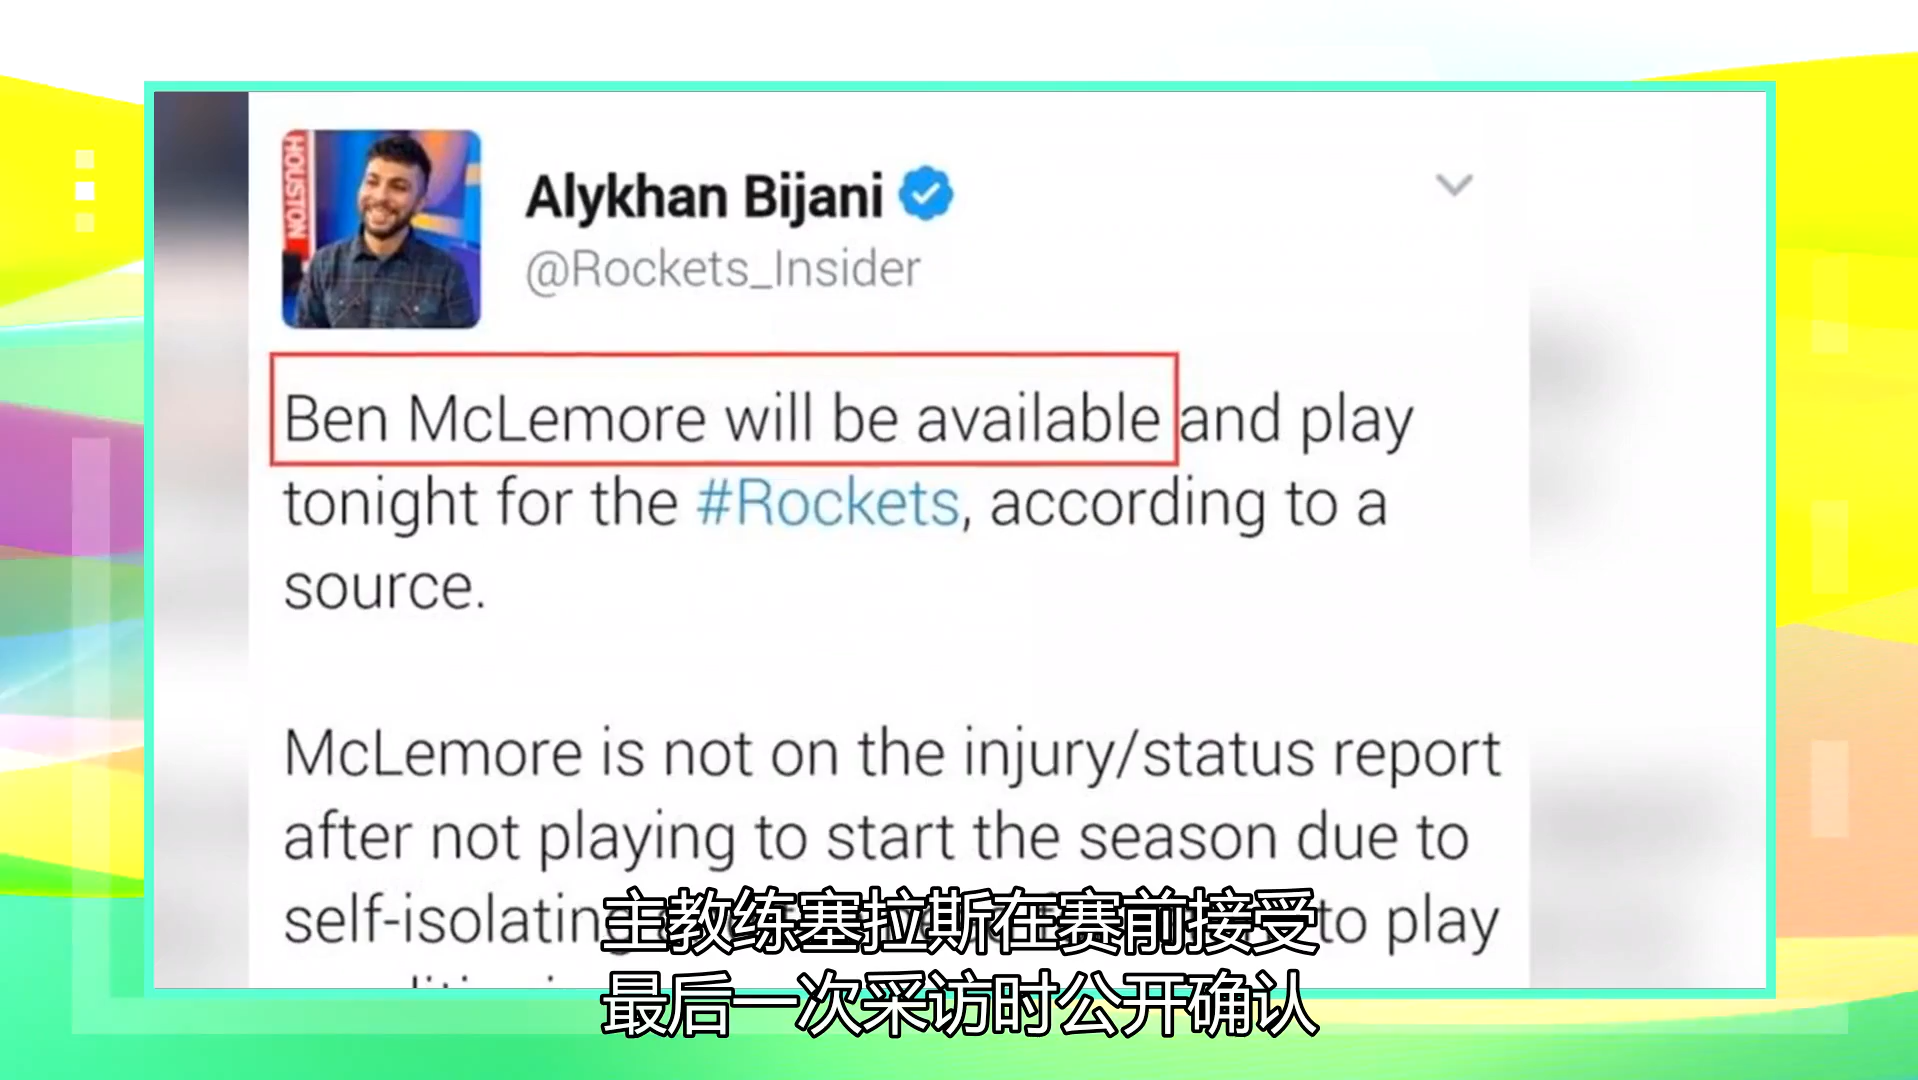 HOUSTON
Alykhan Bijani
@Rockets_Insider
Ben McLemore will be available and play
tonight for the #Rockets, according to a
source.
McLemore is not on the injury/status report
after not playing to start the season due to
self-isolating to play
主教练塞拉斯在赛前接受
最后一次采访时公开确认